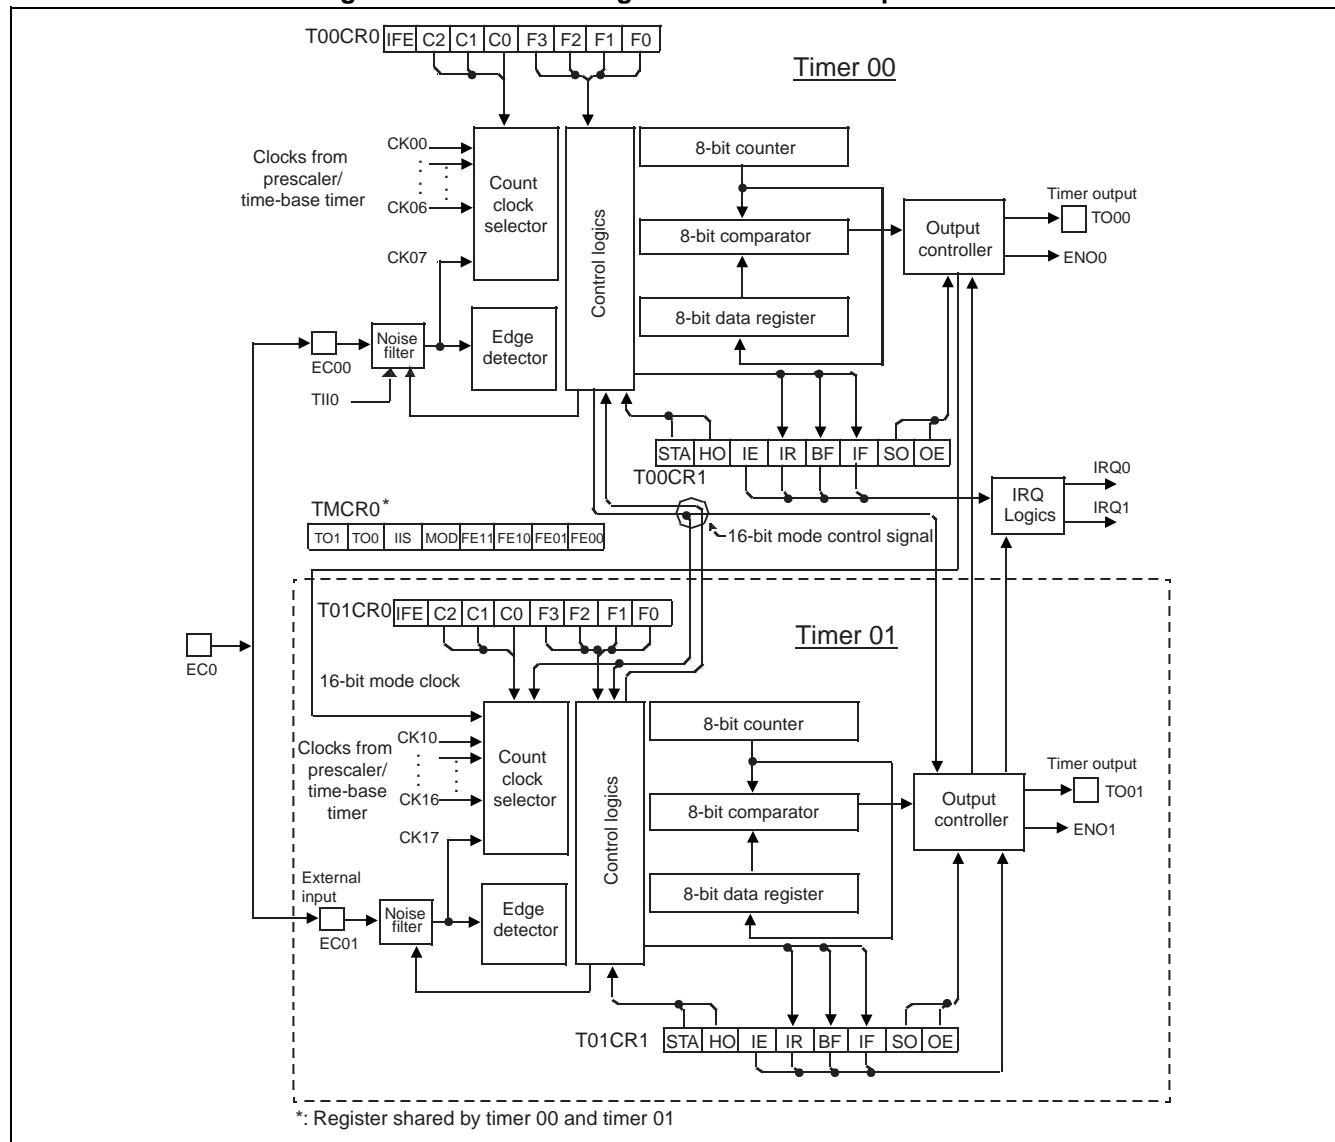 T00CR0 IFE C2 C1 C0 F3 F2 F1 F0
Timer 00
Clocks from
prescaler/
time-base timer
CK00
CK06
CK07
Count
clock
selector
Control logics
8-bit counter
8-bit comparator
8-bit data register
Output
controller
Timer output
TO00
ENO0
EC00
Noise
filter
Edge
detector
TII0
STA HO IE IR BF IF SO OE
T00CR1
IRQ
Logics
IRQ0
IRQ1
TMCR0*
TO1 TO0 IIS MOD FE11 FE10 FE01 FE00
16-bit mode control signal
EC0
T01CR0 IFE C2 C1 C0 F3 F2 F1 F0
Timer 01
16-bit mode clock
Clocks from
prescaler/
time-base
timer
CK10
CK16
CK17
Count
clock
selector
Control logics
8-bit counter
8-bit comparator
8-bit data register
Output
controller
Timer output
TO01
ENO1
External
input
EC01
Noise
filter
Edge
detector
T01CR1 STA HO IE IR BF IF SO OE
*: Register shared by timer 00 and timer 01